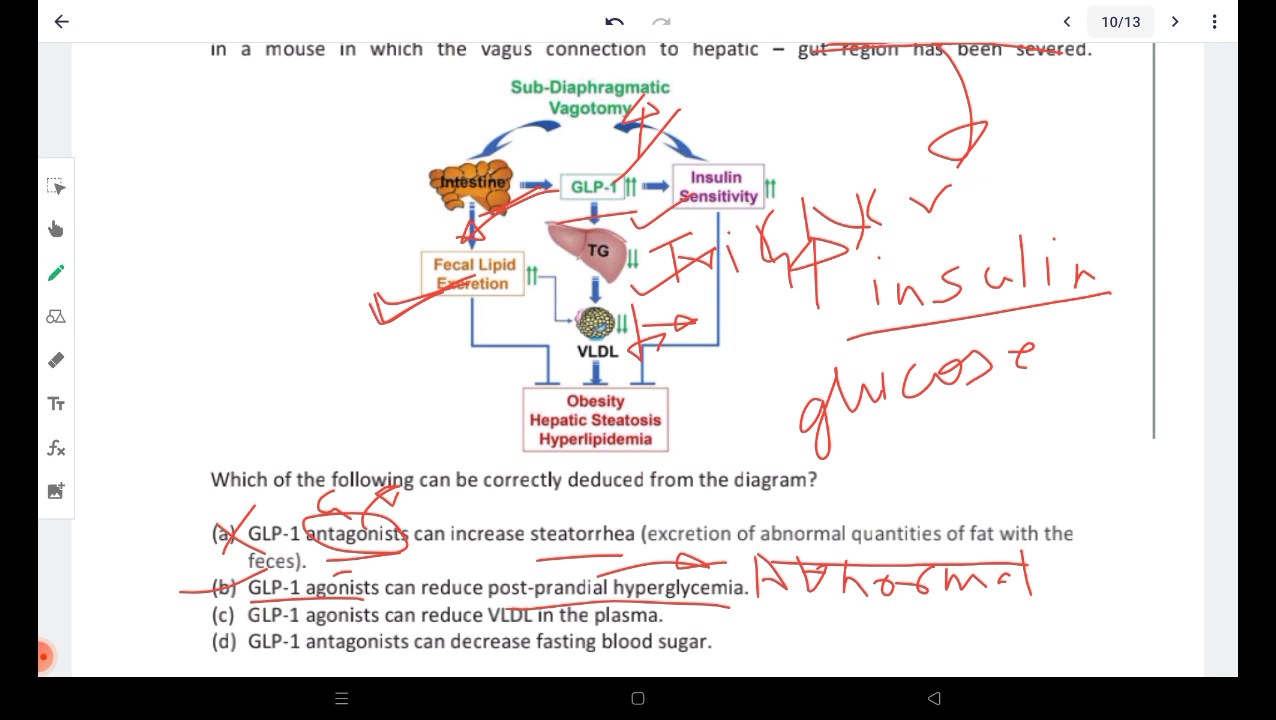 10/13
in a mouse in which the vagus connection to hepatic – gut region has been severed.
Sub-Diaphragmatic
Vagotomy
Intestine
GLP-1
Insulin
Sensitivity
TG
Fecal Lipid
Excretion
VLDL
Obesity
Hepatic Steatosis
Hyperlipidemia
insulin
glucose
Which of the following can be correctly deduced from the diagram?
(a) GLP-1 antagonists can increase steatorrhea (excretion of abnormal quantities of fat with the
feces).
(b) GLP-1 agonists can reduce post-prandial hyperglycemia.
Abnormal
(c) GLP-1 agonists can reduce VLDL in the plasma.
(d) GLP-1 antagonists can decrease fasting blood sugar.
Tт
fx